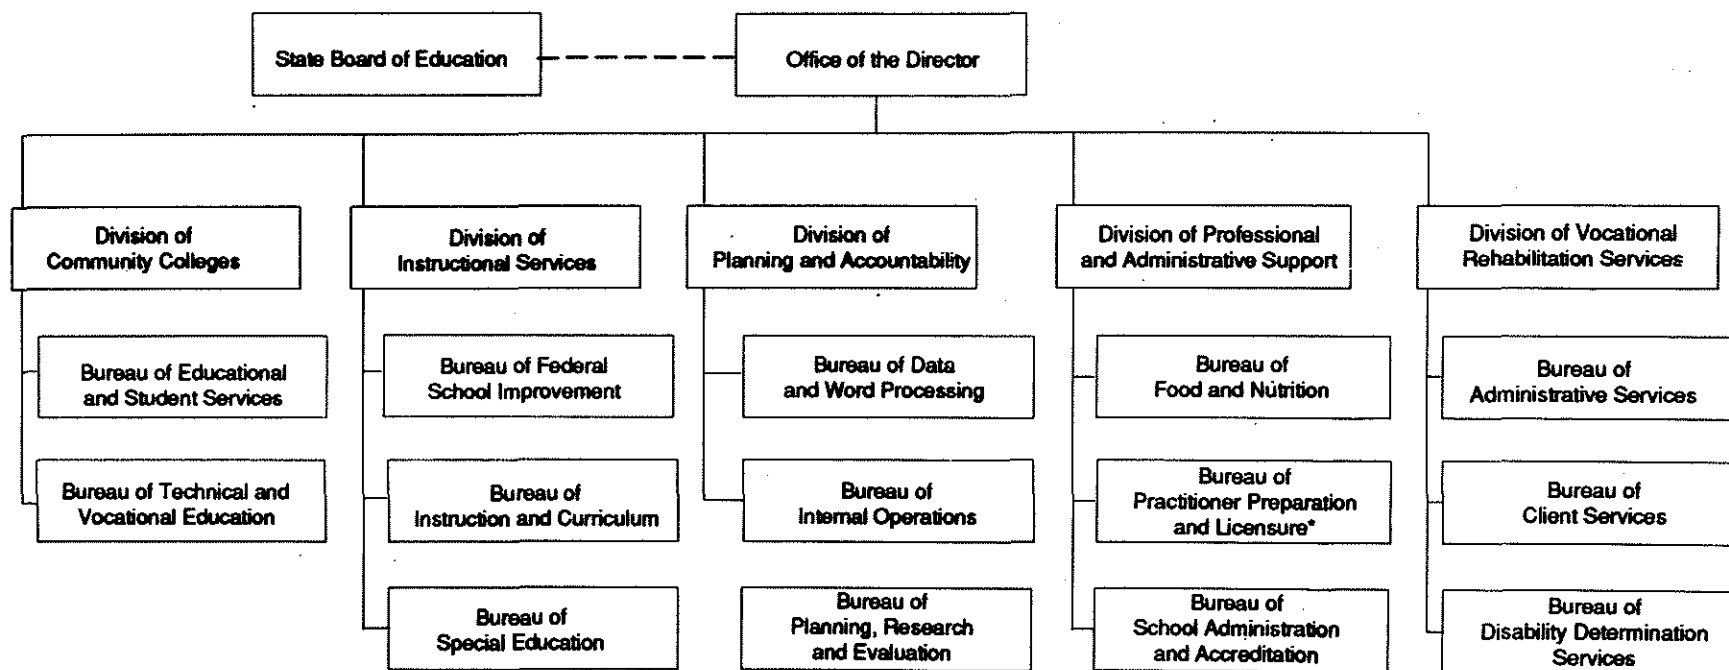 State Board of Education
Office of the Director
Division of
Community Colleges
Division of
Instructional Services
Division of
Planning and Accountability
Division of Professional
and Administrative Support
Division of Vocational
Rehabilitation Services
Bureau of Educational
and Student Services
Bureau of Federal
School Improvement
Bureau of Data
and Word Processing
Bureau of
Food and Nutrition
Bureau of
Administrative Services
Bureau of Technical and
Vocational Education
Bureau of
Instruction and Curriculum
Bureau of
Internal Operations
Bureau of
Practitioner Preparation
and Licensure*
Bureau of
Client Services
Bureau of
Special Education
Bureau of
Planning, Research
and Evaluation
Bureau of
School Administration
and Accreditation
Bureau of
Disability Determination
Services